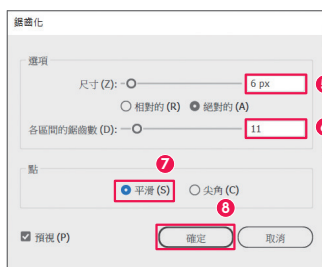 鋸齒化
選項
尺寸 (Z): 6 px
相對的 (R) 絕對的 (A)
各區間的鋸齒數 (D): 11
7
點
平滑 (S) 尖角 (C)
8
預視 (P) 確定 取消